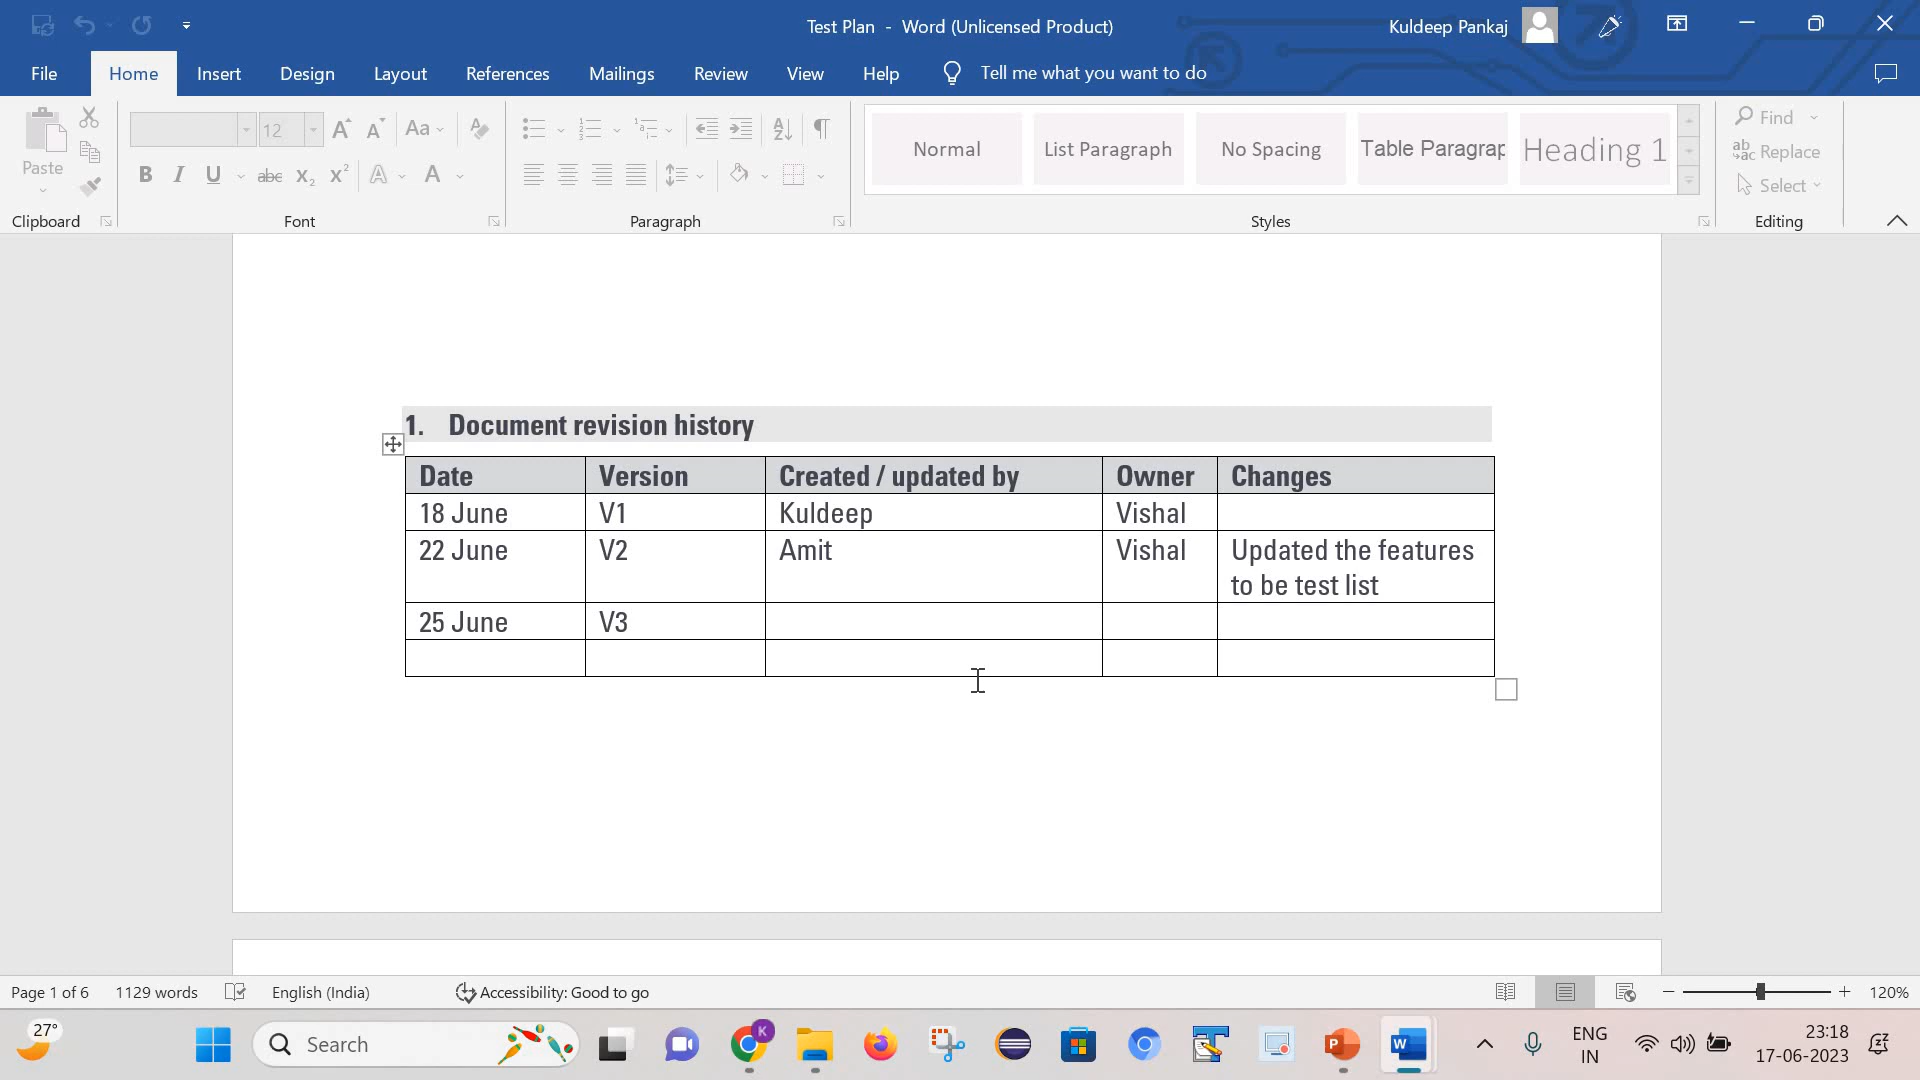 Test Plan - Word (Unlicensed Product)
Kuldeep Pankaj
File Home Insert Design Layout References Mailings Review View Help Tell me what you want to do
Paste
12
Aa
Normal
List Paragraph
No Spacing
Table Paragrap
Heading 1
Find
Replace
Select
B I U abc x₂ x² A A
Clipboard
Font
Paragraph
Styles
Editing
1. Document revision history
Date Version Created / updated by Owner Changes
18 June V1 Kuldeep Vishal
22 June V2 Amit Vishal Updated the features
to be test list
25 June V3
Page 1 of 6 1129 words English (India) Accessibility: Good to go 120%
27°
Search
K
P
W
ENG
IN
23:18
17-06-2023